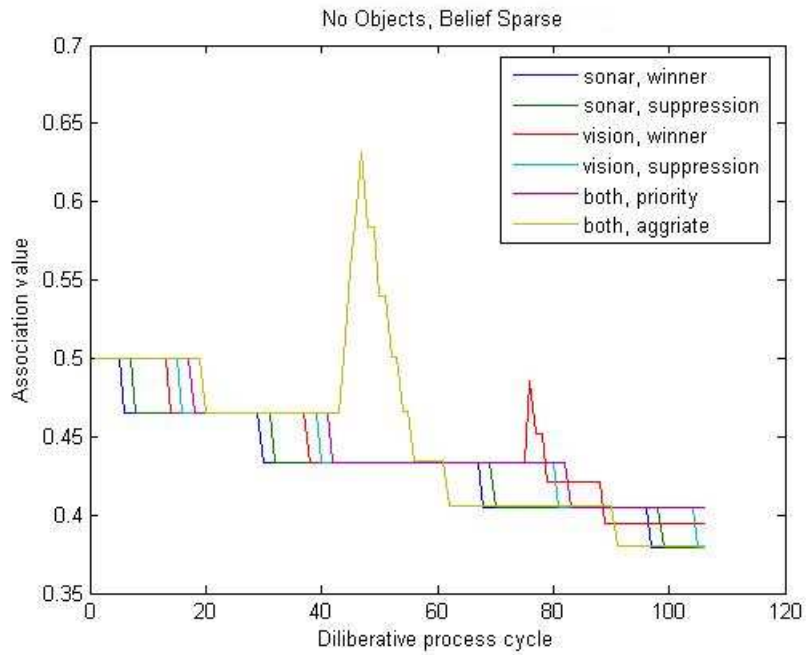 No Objects, Belief Sparse
0.7
0.65
0.6
0.55
0.5
0.45
0.4
0.35
Association value
sonar, winner
sonar, suppression
vision, winner
vision, suppression
both, priority
both, aggriate
0 20 40 60 80 100 120
Diliberative process cycle